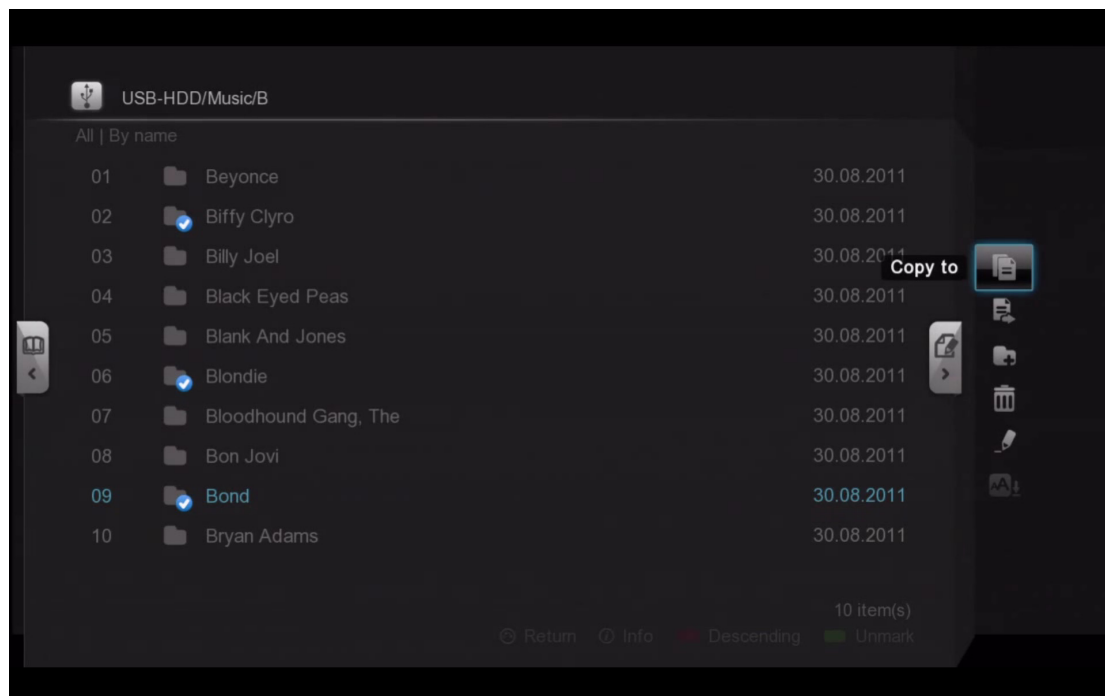 USB-HDD/Music/B
All | By name
01 Beyonce 30.08.2011
02 Biffy Clyro 30.08.2011
03 Billy Joel 30.08.2011
Copy to
04 Black Eyed Peas 30.08.2011
05 Blank And Jones 30.08.2011
06 Blondie 30.08.2011
07 Bloodhound Gang, The 30.08.2011
08 Bon Jovi 30.08.2011
09 Bond 30.08.2011
10 Bryan Adams 30.08.2011
10 item(s)
Return Info Descending Unmark